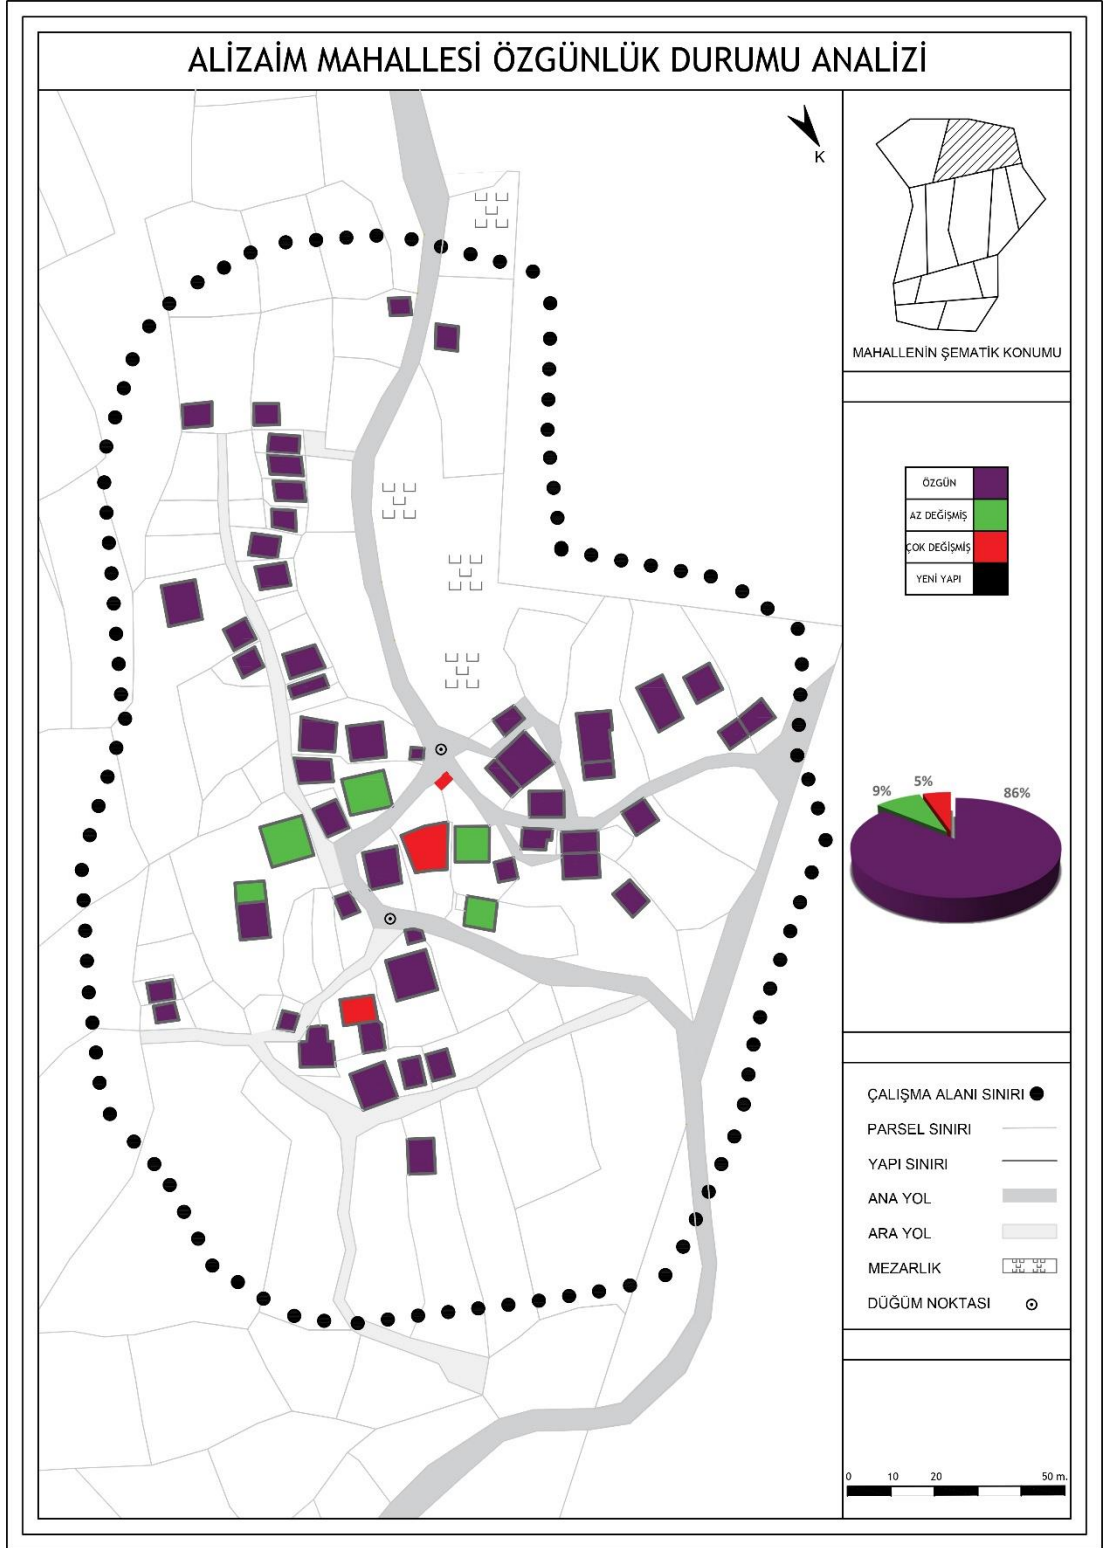 ALİZAİM MAHALLESİ ÖZGÜNLÜK DURUMU ANALİZİ
K
MAHALLENİN ŞEMATİK KONUMU
ÖZGÜN
AZ DEĞİŞMİŞ
ÇOK DEĞİŞMİŞ
YENİ YAPI
9%
5%
86%
ÇALIŞMA ALANI SINIRI
PARSEL SINIRI
YAPI SINIRI
ANA YOL
ARA YOL
MEZARLIK
DÜĞÜM NOKTASI
0 10 20 50 m.